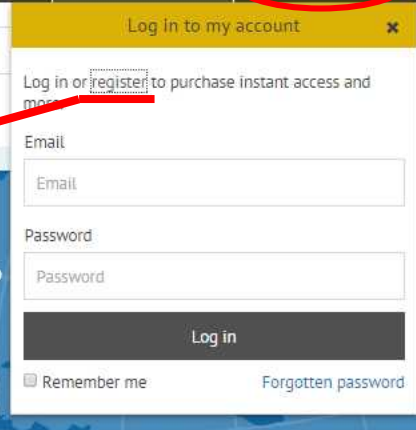 Log in to my account ×
Log in or register to purchase instant access and
more
Email
Email
Password
Password
Log in
Remember me Forgotten password